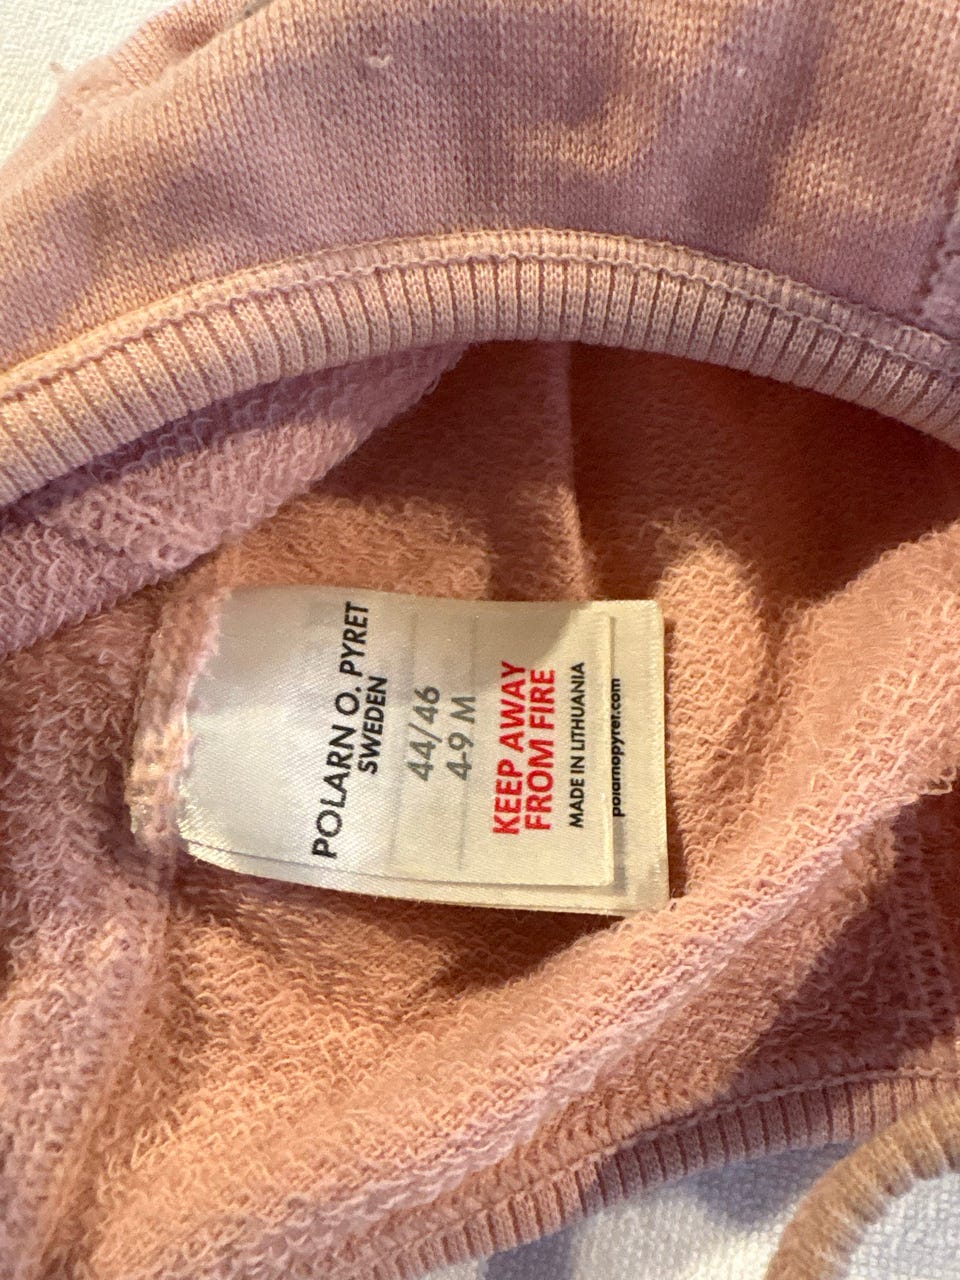 POLARN O. PYRET
SWEDEN
44/46
4-9 M
KEEP AWAY
FROM FIRE
MADE IN LITHUANIA
polarnopyret.com